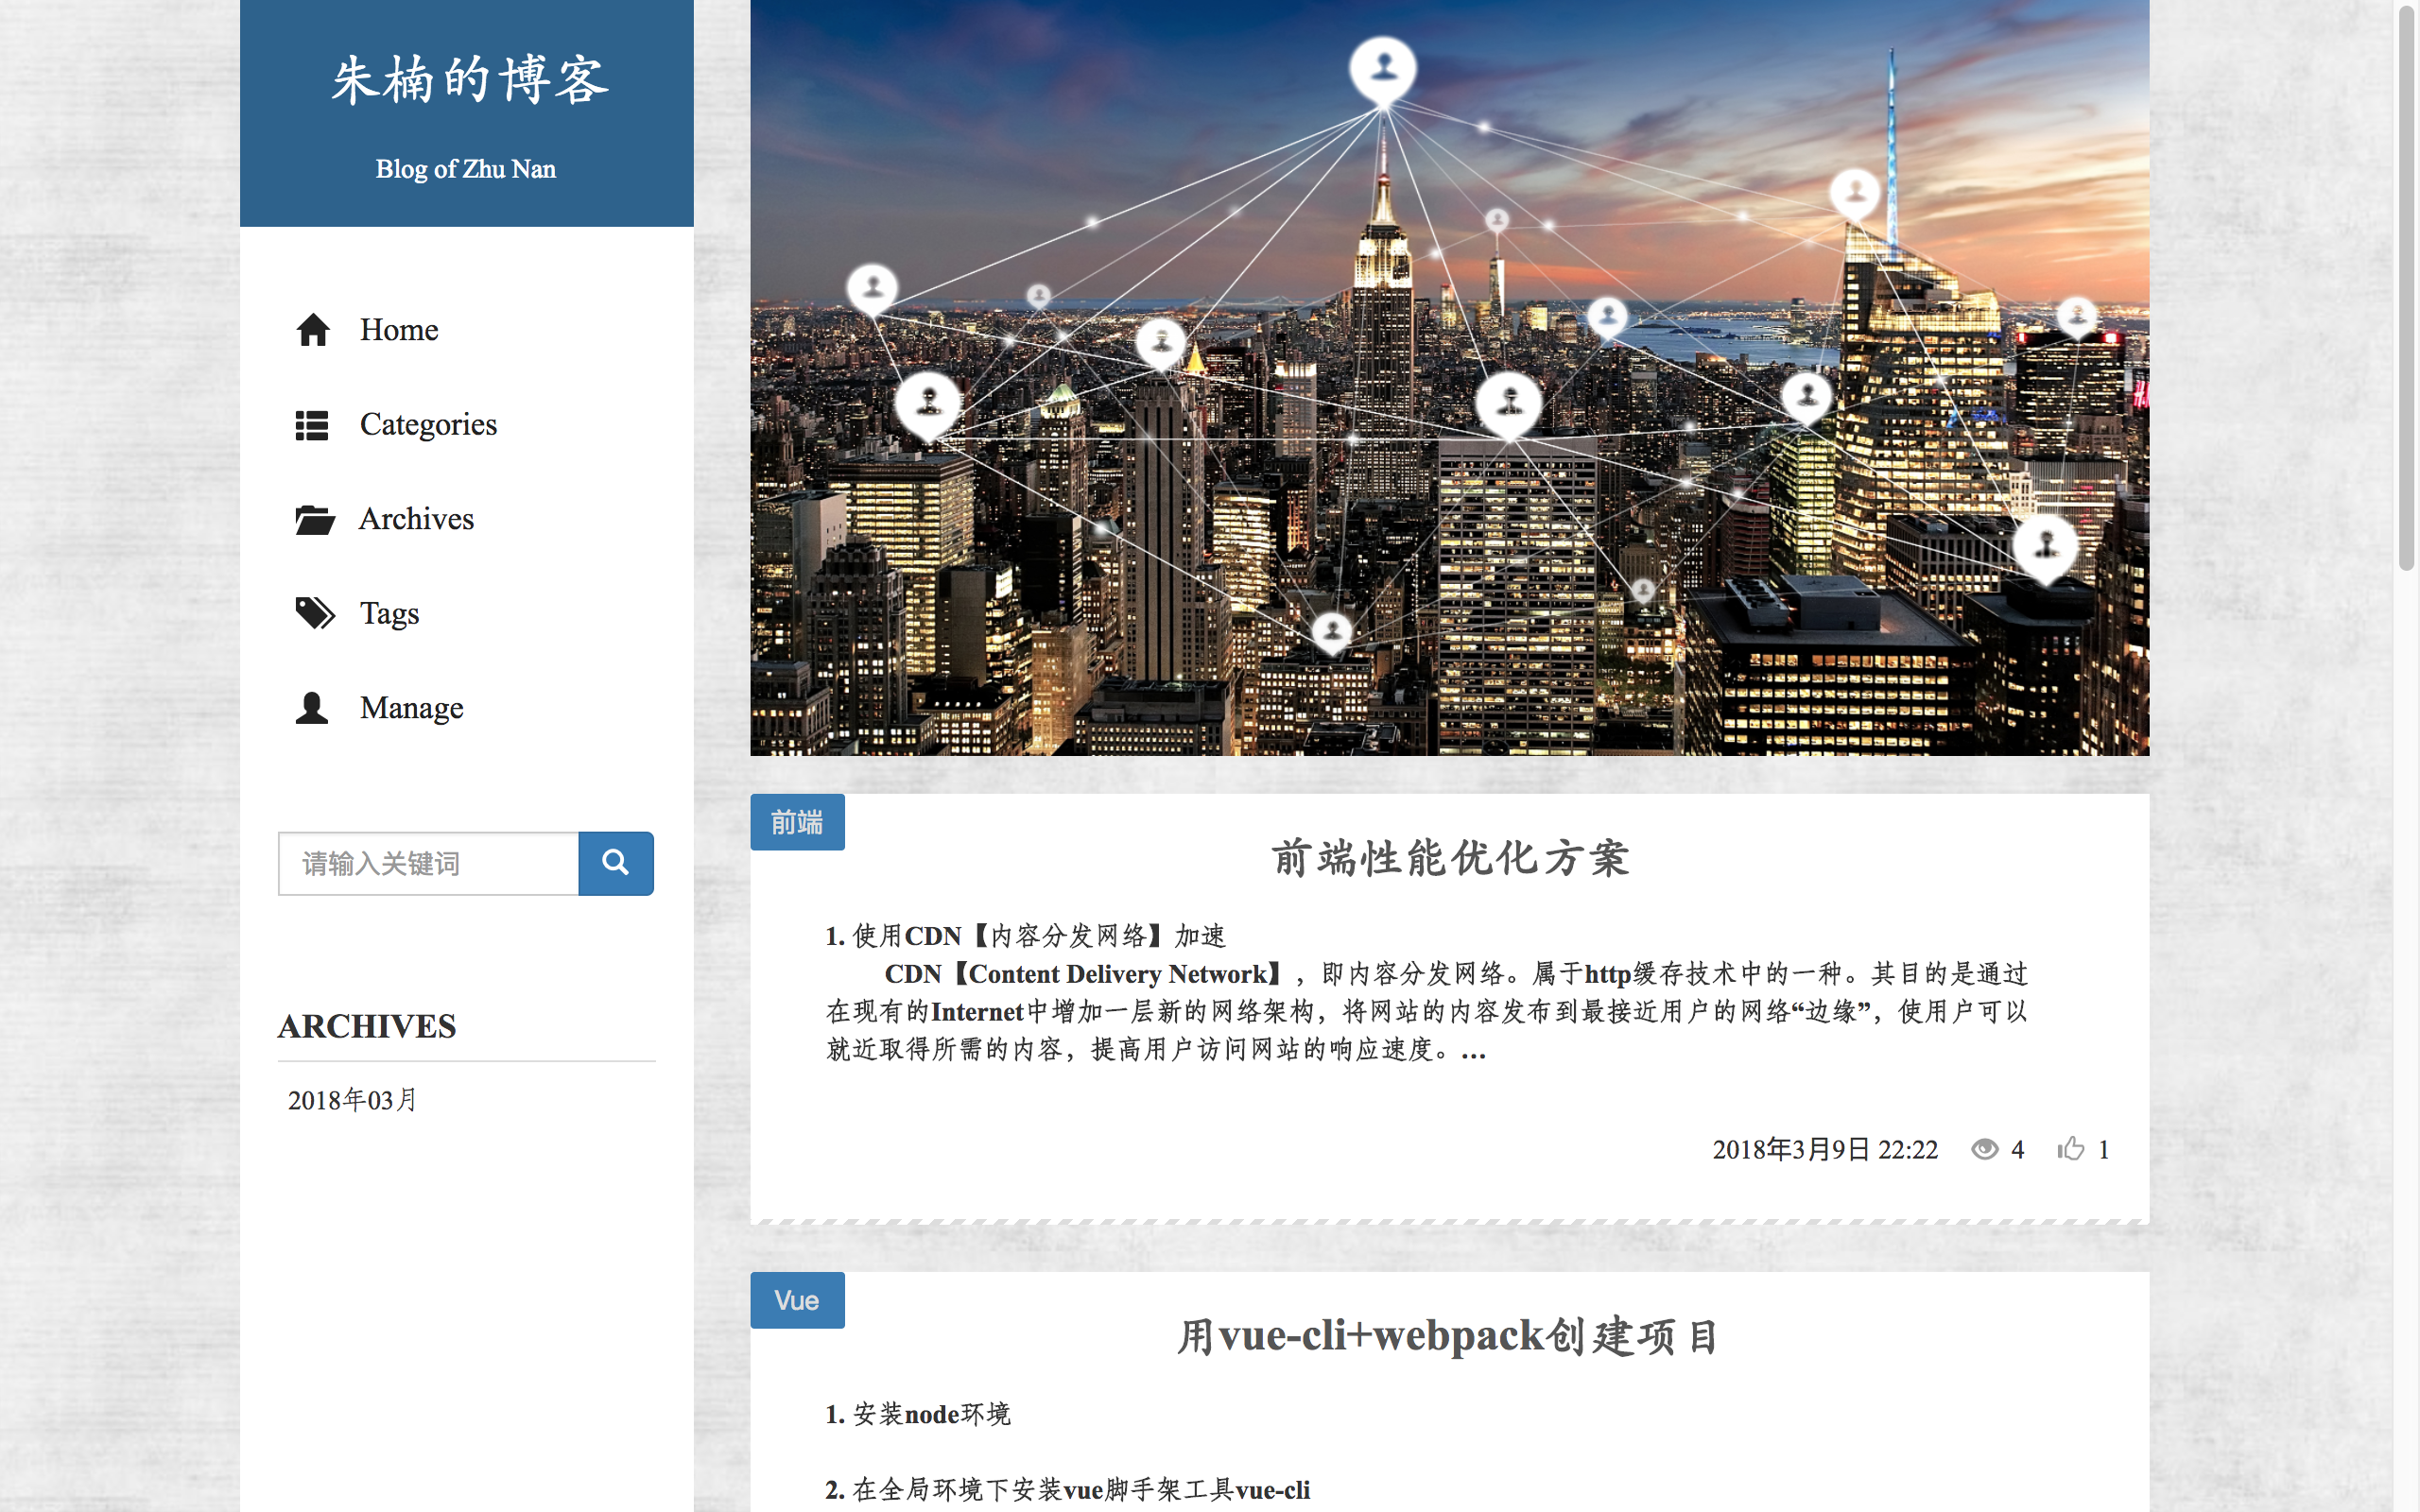 朱楠的博客
Blog of Zhu Nan
Home
Categories
Archives
Tags
Manage
请输入关键词
ARCHIVES
2018年03月
前端
前端性能优化方案
1. 使用CDN【内容分发网络】加速
CDN【Content Delivery Network】，即内容分发网络。属于http缓存技术中的一种。其目的是通过
在现有的Internet中增加一层新的网络架构，将网站的内容发布到最接近用户的网络“边缘”，使用户可以
就近取得所需的内容，提高用户访问网站的响应速度。…
2018年3月9日 22:22 4 1
Vue
用vue-cli+webpack创建项目
1. 安装node环境
2. 在全局环境下安装vue脚手架工具vue-cli